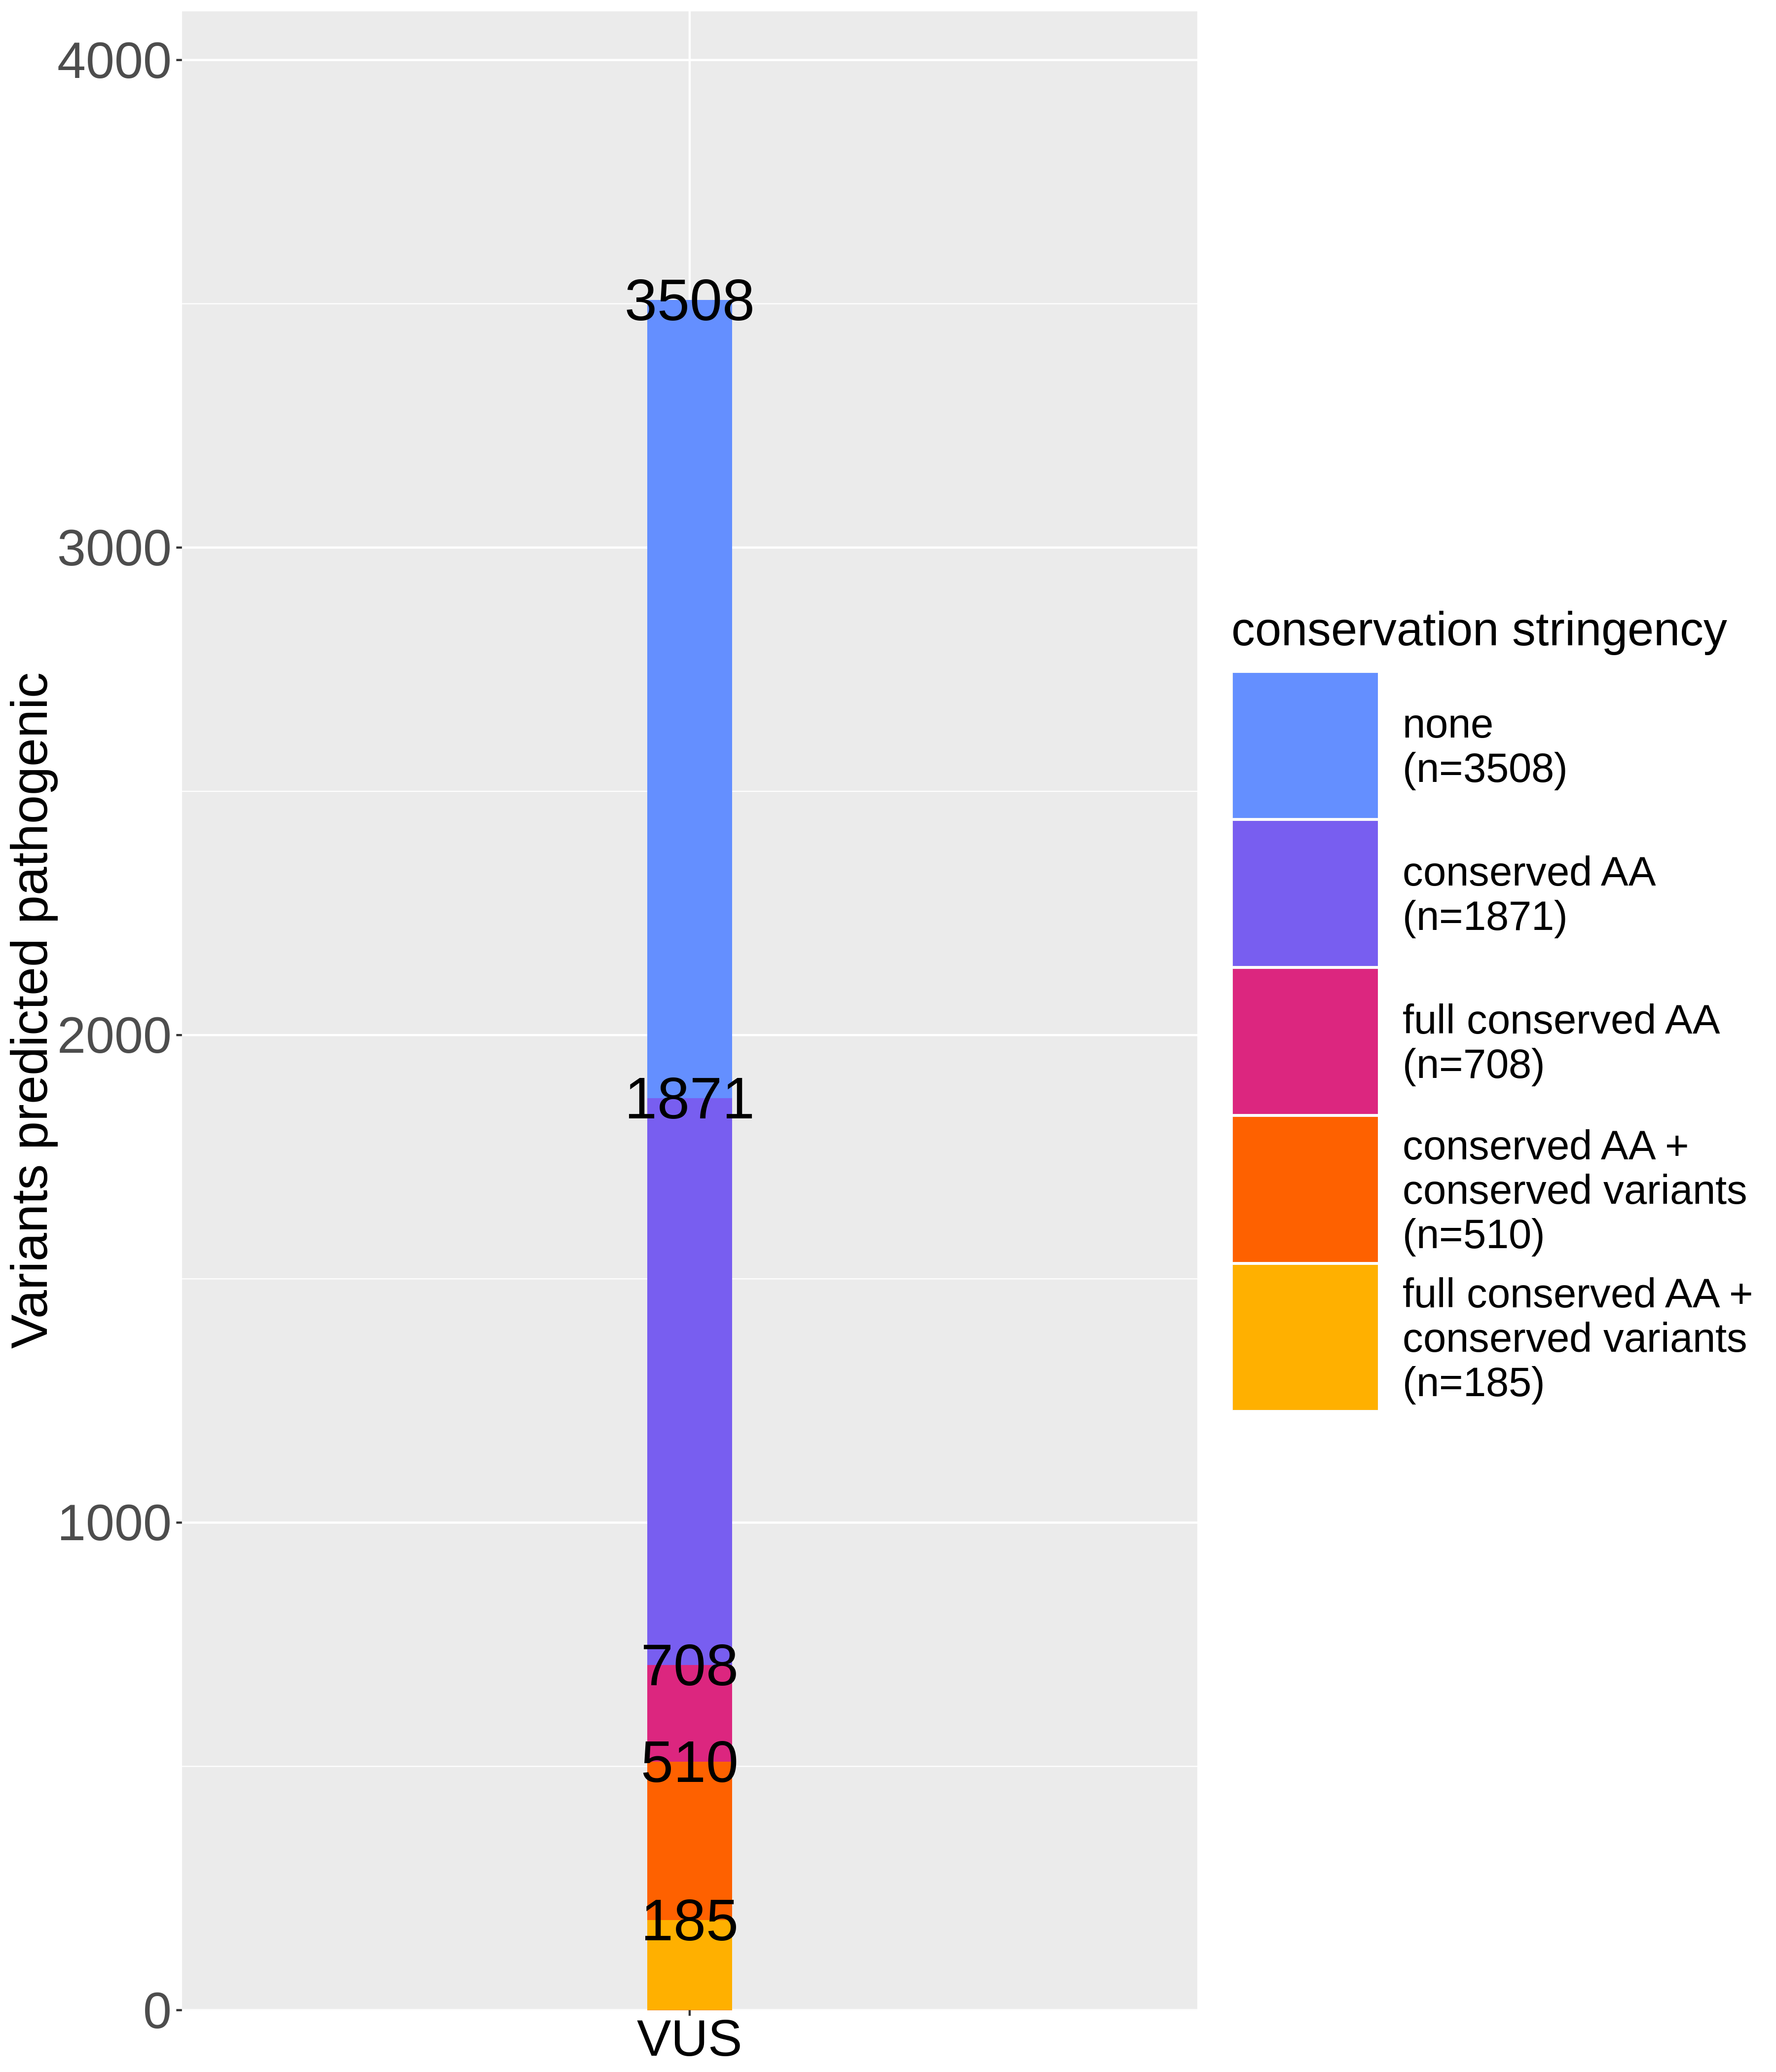 Variants predicted pathogenic
4000
3000
2000
1000
0
3508
1871
708
510
185
VUS
conservation stringency
none
(n=3508)
conserved AA
(n=1871)
full conserved AA
(n=708)
conserved AA +
conserved variants
(n=510)
full conserved AA +
conserved variants
(n=185)